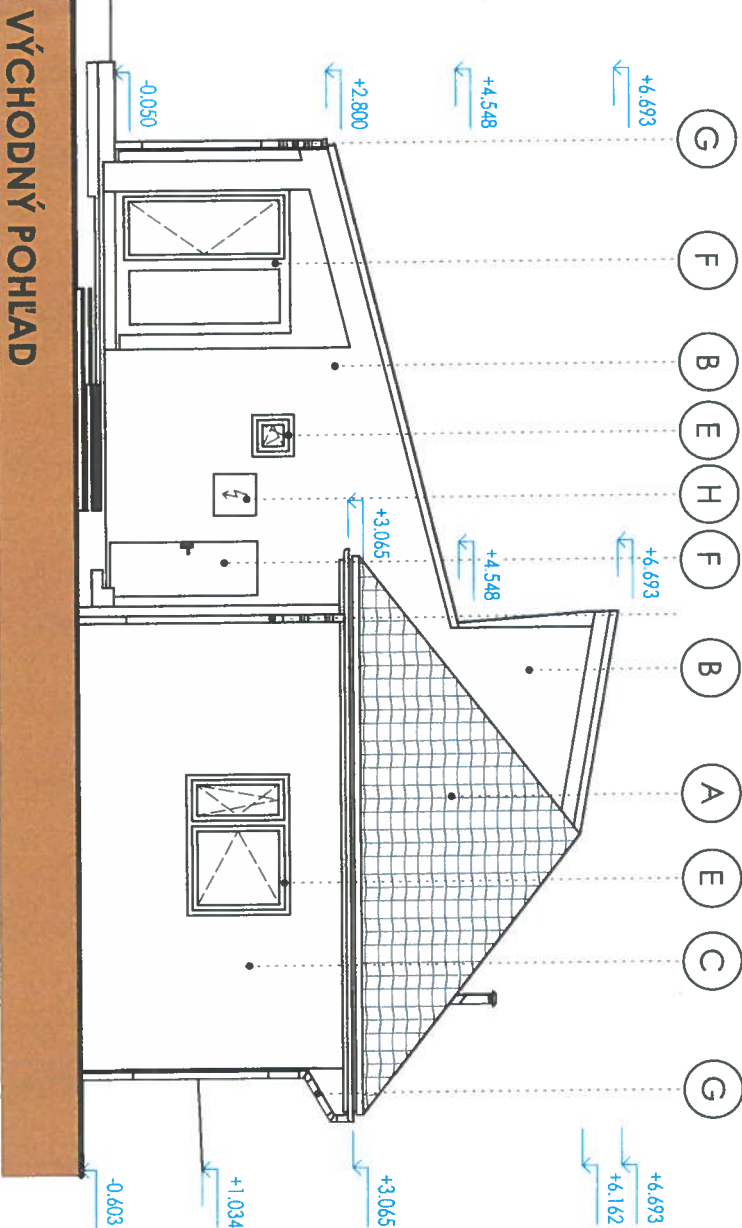 G
F
B
E
H
F
B
A
E
C
G
+6.693
+4.548
+2.800
-0.050
+6.693
+4.548
+3.065
+6.693
+6.162
+3.065
+1.034
-0.603
VÝCHODNÝ POHĽAD